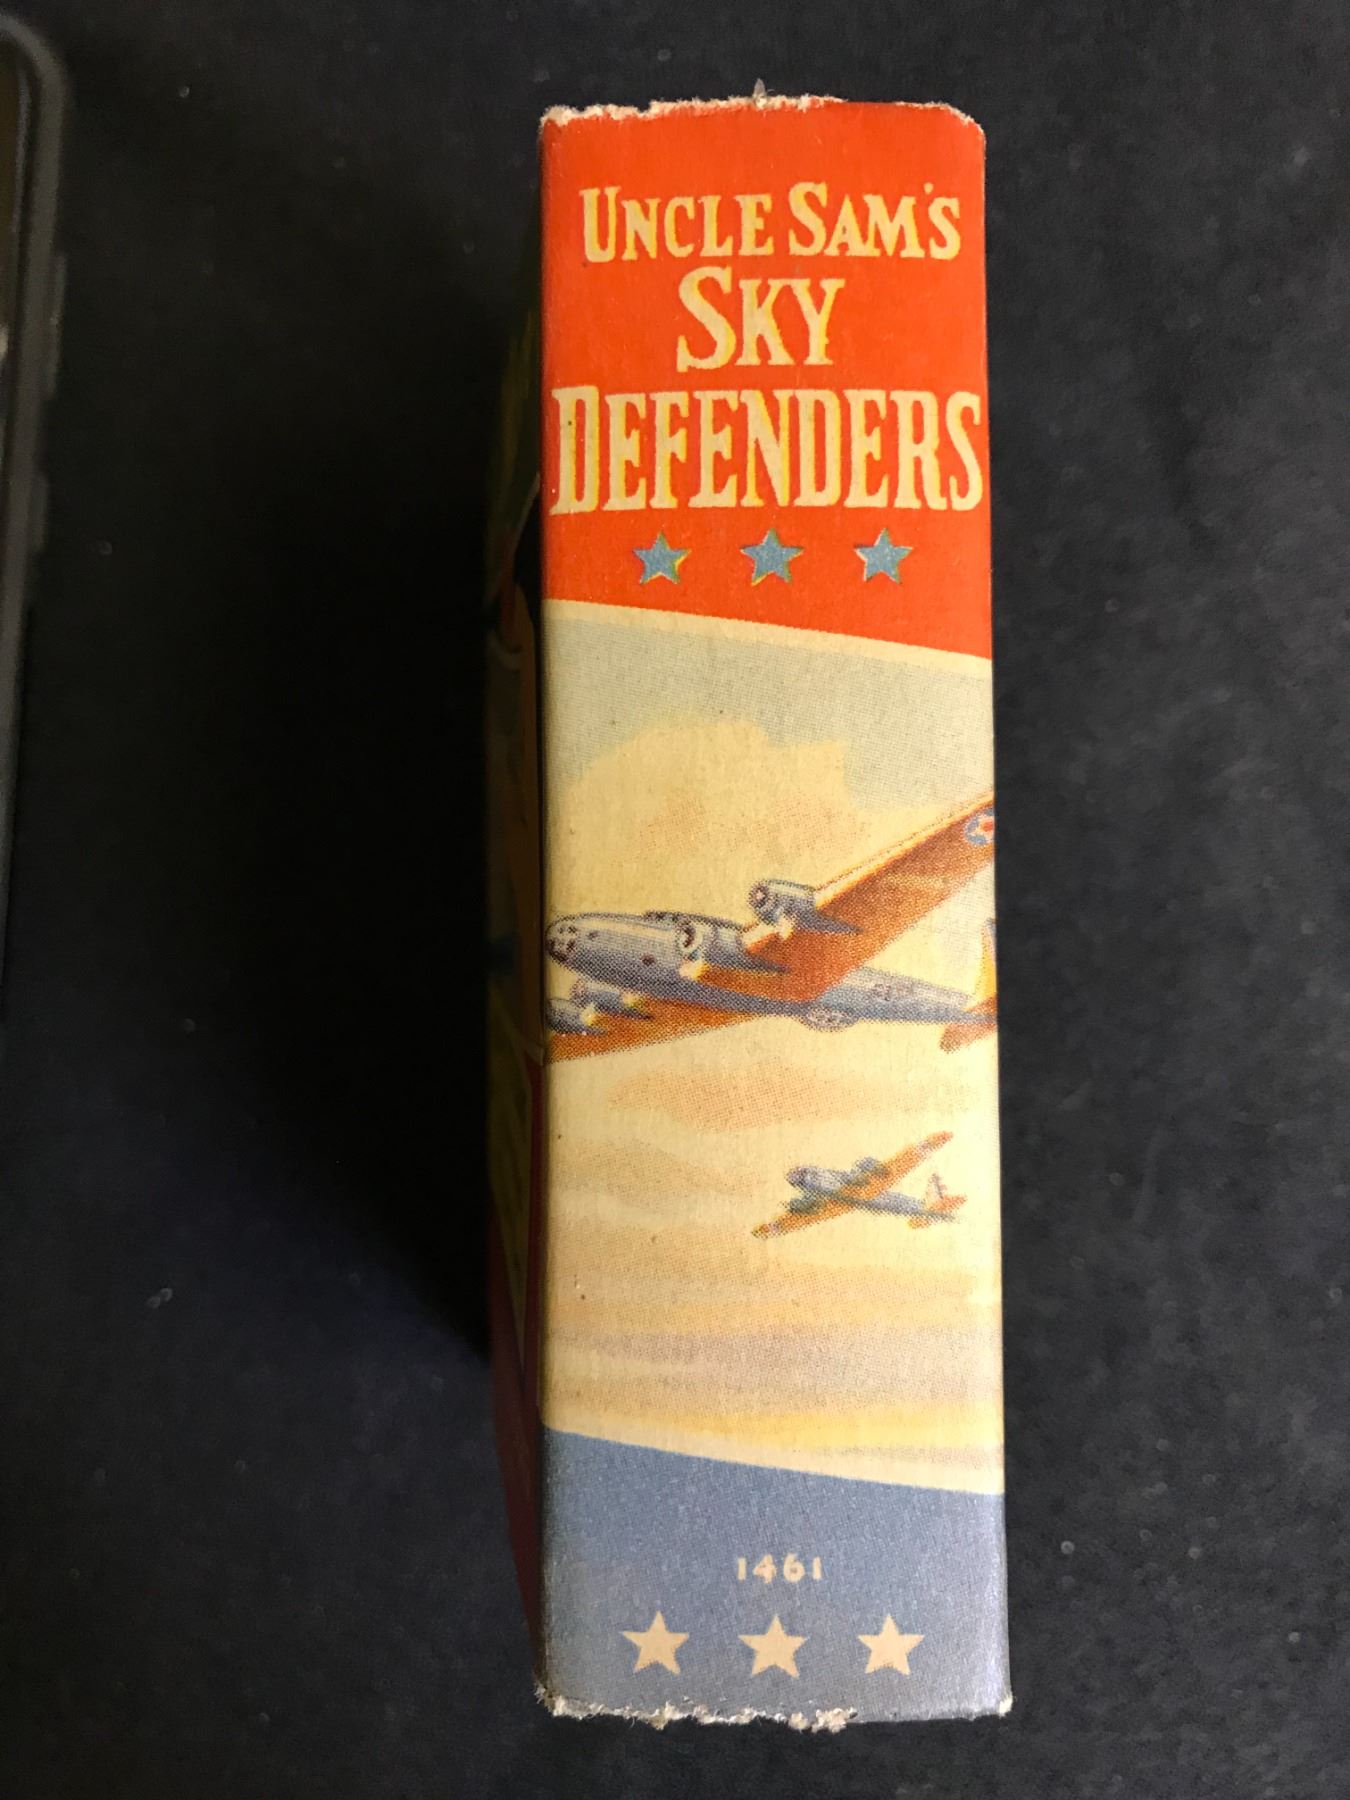 UNCLE SAM'S
SKY
DEFENDERS
1461